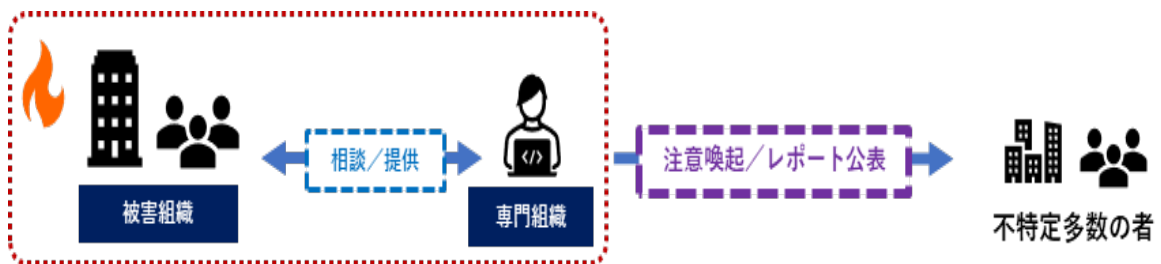 相談／提供
被害組織
専門組織
注意喚起／レポート公表
不特定多数の者